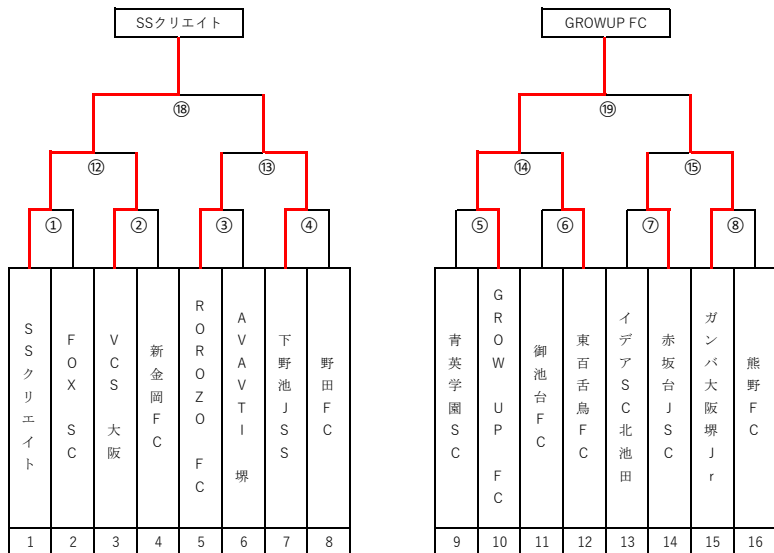 SSクリエイト
GROWUP FC
⑱
⑲
⑫
⑬
⑭
⑮
①
②
③
④
⑤
⑥
⑦
⑧
SSクリエイト
FOX SC
VCS 大阪
新金岡FC
ROROZO FC
AVAVTI 堺
下野池JSS
野田FC
青英学園SC
GROW UP FC
御池台FC
東百舌鳥FC
イデアSC北池田
赤坂台JSC
ガンバ大阪堺Jr
熊野FC
1 2 3 4 5 6 7 8
9 10 11 12 13 14 15 16